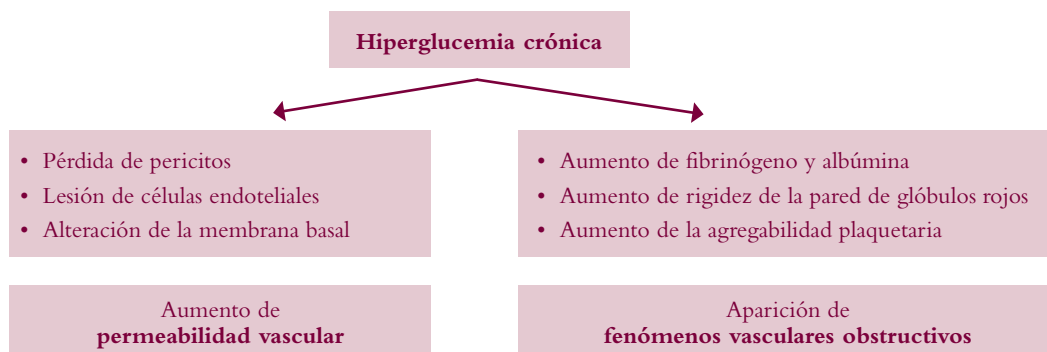 Hiperglucemia crónica
• Pérdida de pericitos
• Lesión de células endoteliales
• Alteración de la membrana basal
• Aumento de fibrinógeno y albúmina
• Aumento de rigidez de la pared de glóbulos rojos
• Aumento de la agregabilidad plaquetaria
Aumento de
permeabilidad vascular
Aparición de
fenómenos vasculares obstructivos